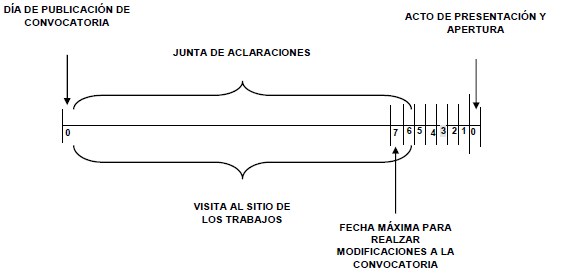 DÍA DE PUBLICACIÓN DE
CONVOCATORIA
ACTO DE PRESENTACIÓN Y
APERTURA
JUNTA DE ACLARACIONES
0 7 6 5 4 3 2 1 0
VISITA AL SITIO DE
LOS TRABAJOS
FECHA MÁXIMA PARA
REALZAR
MODIFICACIONES A LA
CONVOCATORIA